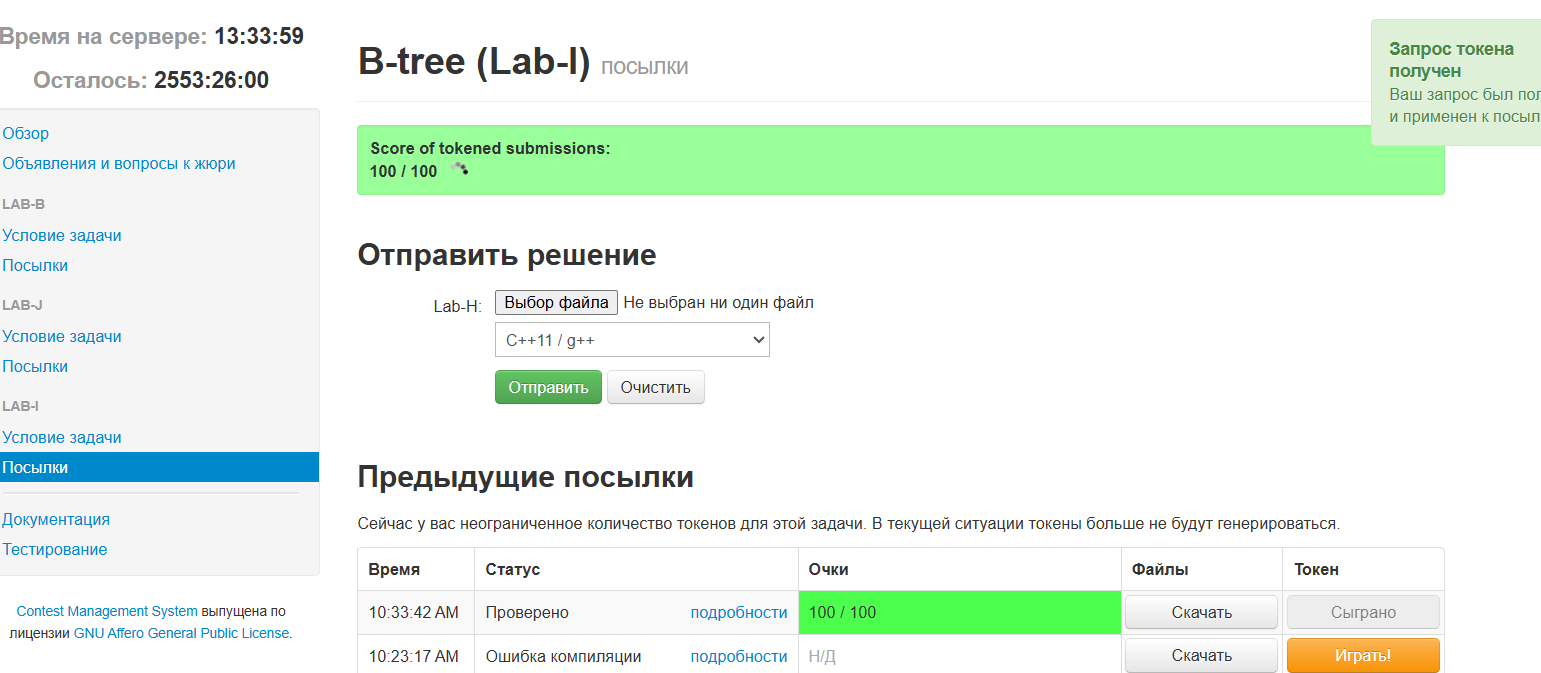 Время на сервере: 13:33:59
Осталось: 2553:26:00
Обзор
Объявления и вопросы к жюри
LAB-B
Условие задачи
Посылки
LAB-J
Условие задачи
Посылки
LAB-I
Условие задачи
Посылки
Документация
Тестирование
Contest Management System выпущена по
лицензии GNU Affero General Public License.
B-tree (Lab-I) посылки
Запрос токена
получен
Ваш запрос был
и применен к
Score of tokened submissions:
100 / 100
Отправить решение
Lab-H: Выбор файла Не выбран ни один файл
C++11 / g++
Отправить Очистить
Предыдущие посылки
Сейчас у вас неограниченное количество токенов для этой задачи. В текущей ситуации токены больше не будут генерироваться.
Время Статус Очки Файлы Токен
10:33:42 AM Проверено подробности 100 / 100 Скачать Сыграно
10:23:17 AM Ошибка компиляции подробности Н/Д Скачать Играть!